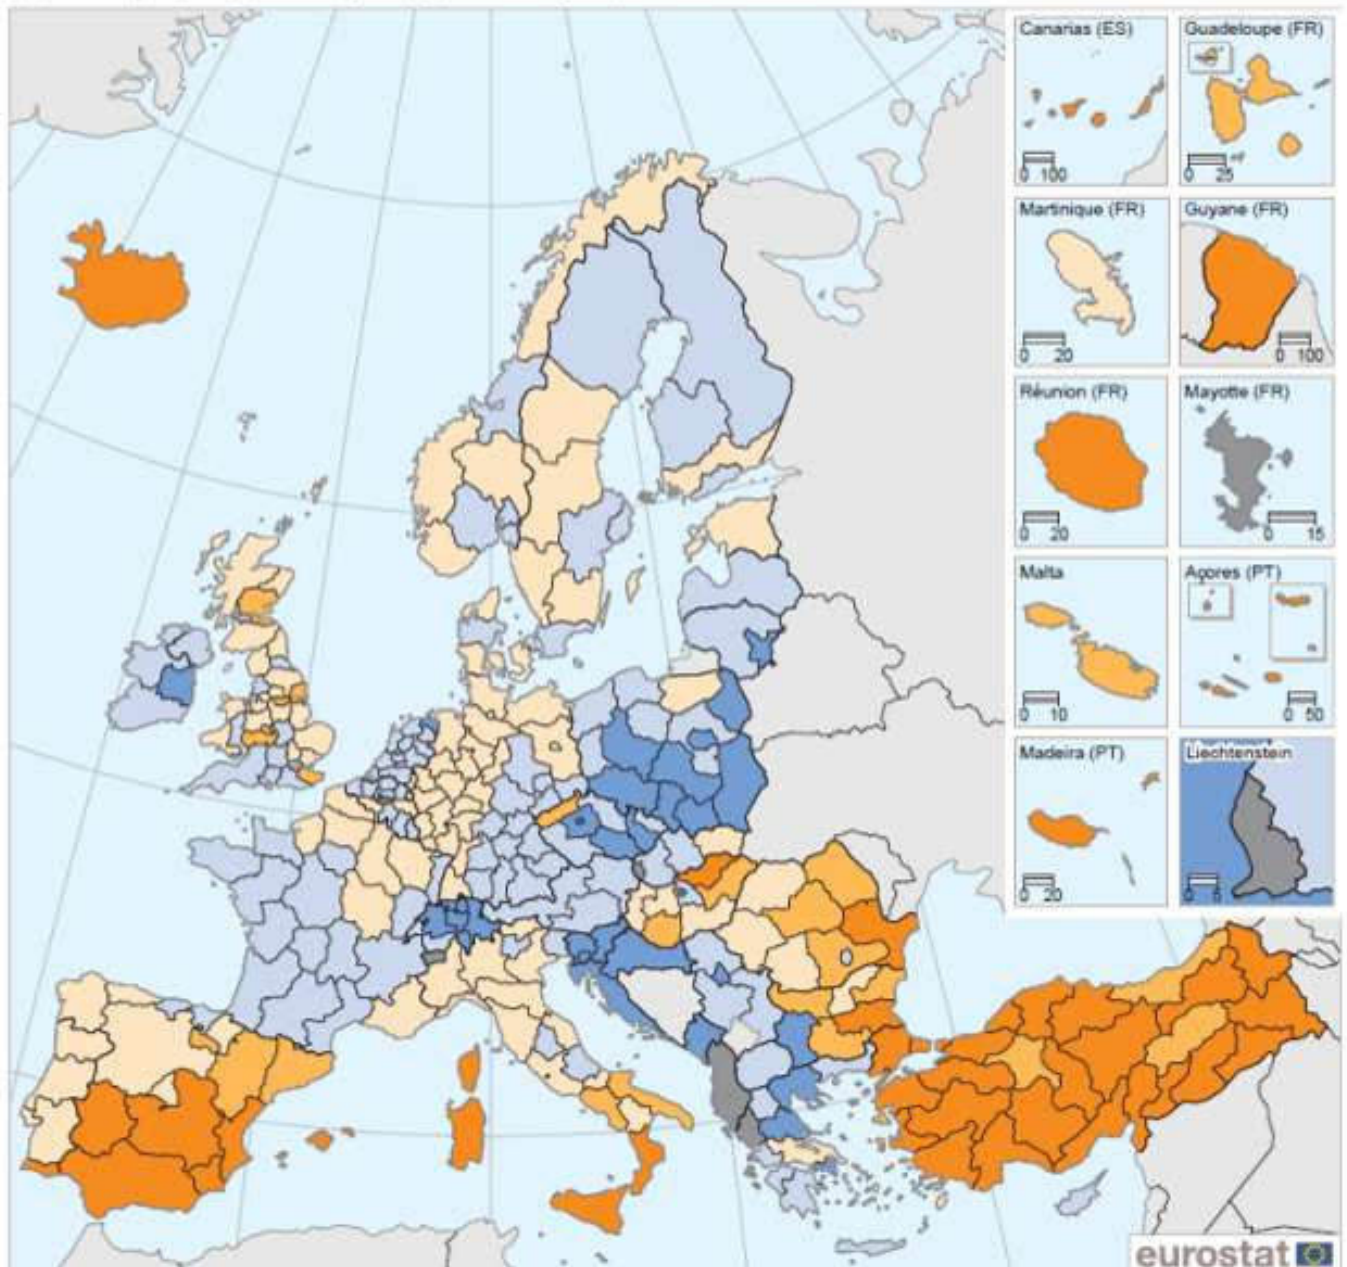 Canarias (ES)
0 100
Guadeloupe (FR)
0 25
Martinique (FR)
0 20
Guyane (FR)
0 100
Réunion (FR)
0 20
Mayotte (FR)
0 15
Malta
0 10
Açores (PT)
0 50
Madeira (PT)
0 20
Liechtenstein
eurostat